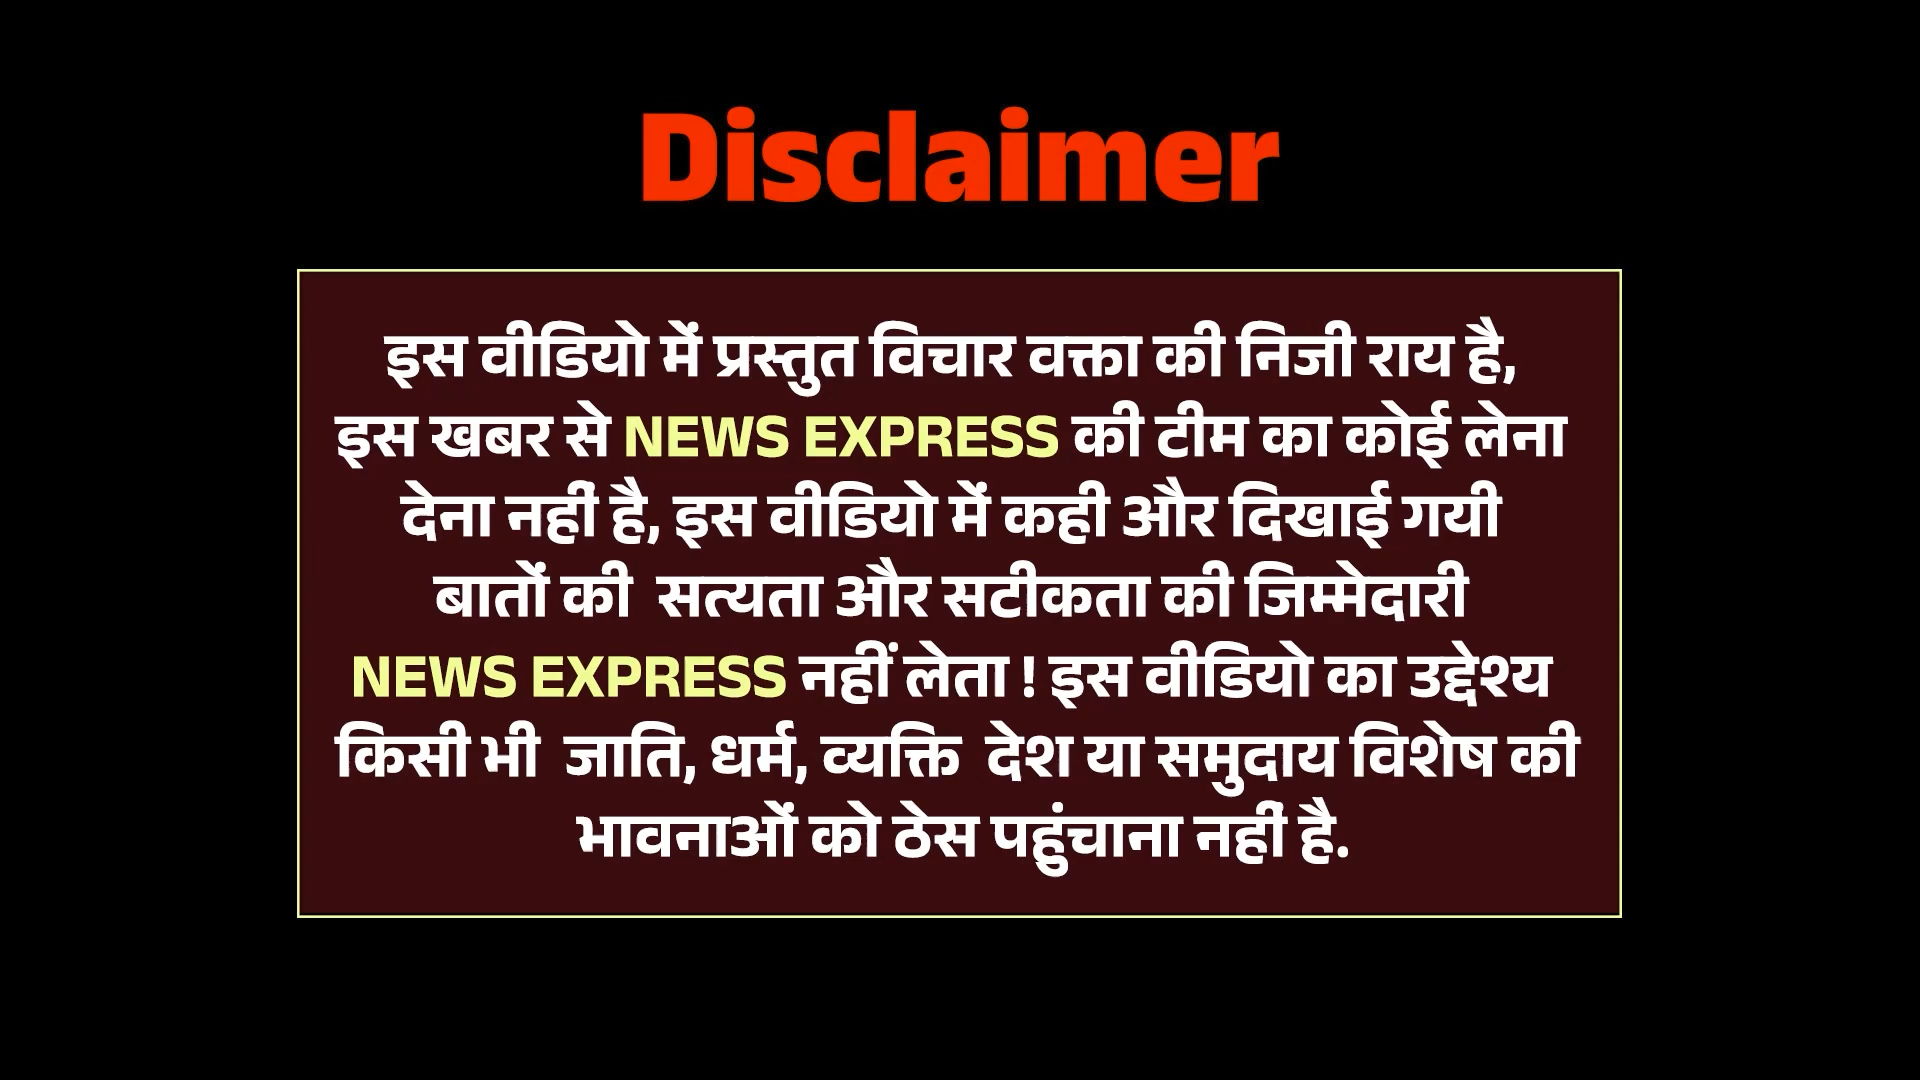 Disclaimer
इस वीडियो में प्रस्तुत विचार वक्ता की निजी राय है,
इस खबर से NEWS EXPRESS की टीम का कोई लेना
देना नहीं है, इस वीडियो में कही और दिखाई गयी
बातों की सत्यता और सटीकता की जिम्मेदारी
NEWS EXPRESS नहीं लेता ! इस वीडियो का उद्देश्य
किसी भी जाति, धर्म, व्यक्ति देश या समुदाय विशेष की
भावनाओं को ठेस पहुंचाना नहीं है.